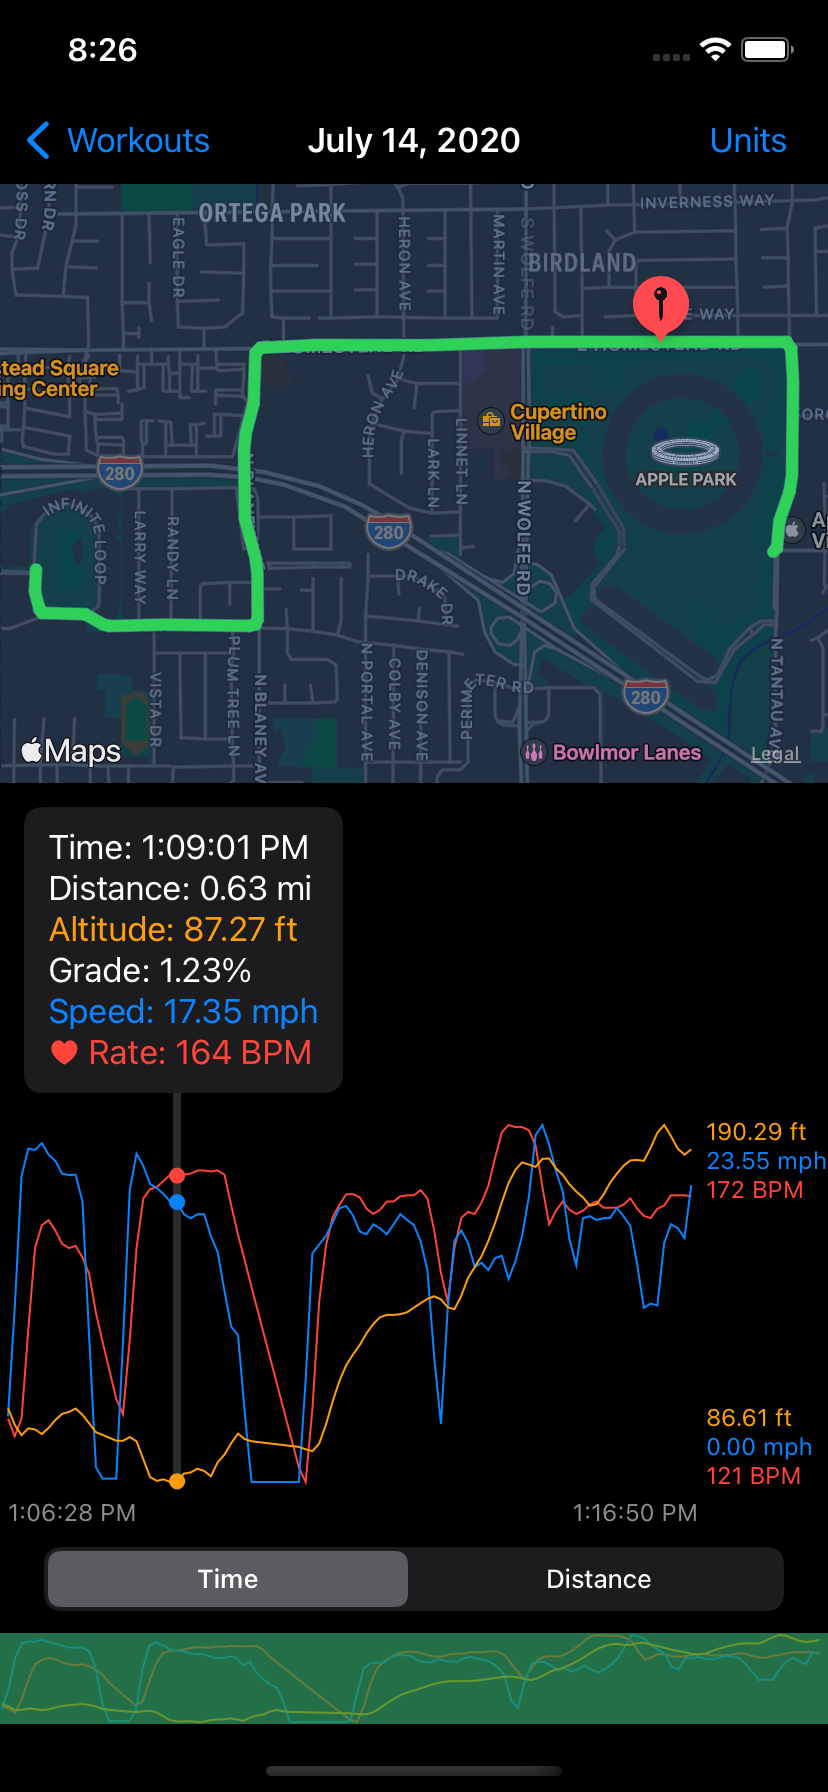 8:26
Workouts
July 14, 2020
Units
ORTEGA PARK
INVERNESS WAY
EAGLE DR
HERON AVE
MARTIN AVE
S WOLFE RD
BIRDLAND
E WAY
E HOMESTEAD RD
stead Square
ing Center
HERON AVE
LARK LN
LINNET LN
Cupertino
Village
APPLE PARK
280
INFINITE LOOP
LARRY WAY
RANDY LN
280
N WOLFE RD
DRAKE DR
PLUM TREE LN
VISTA DR
N BLANEY AV
N PORTAL AVE
COLBY AVE
DENISON AVE
PERIMETER RD
280
N TANTAU AV
Maps
Bowlmor Lanes
Legal
Time: 1:09:01 PM
Distance: 0.63 mi
Altitude: 87.27 ft
Grade: 1.23%
Speed: 17.35 mph
Rate: 164 BPM
190.29 ft
23.55 mph
172 BPM
86.61 ft
0.00 mph
121 BPM
1:06:28 PM
1:16:50 PM
Time
Distance